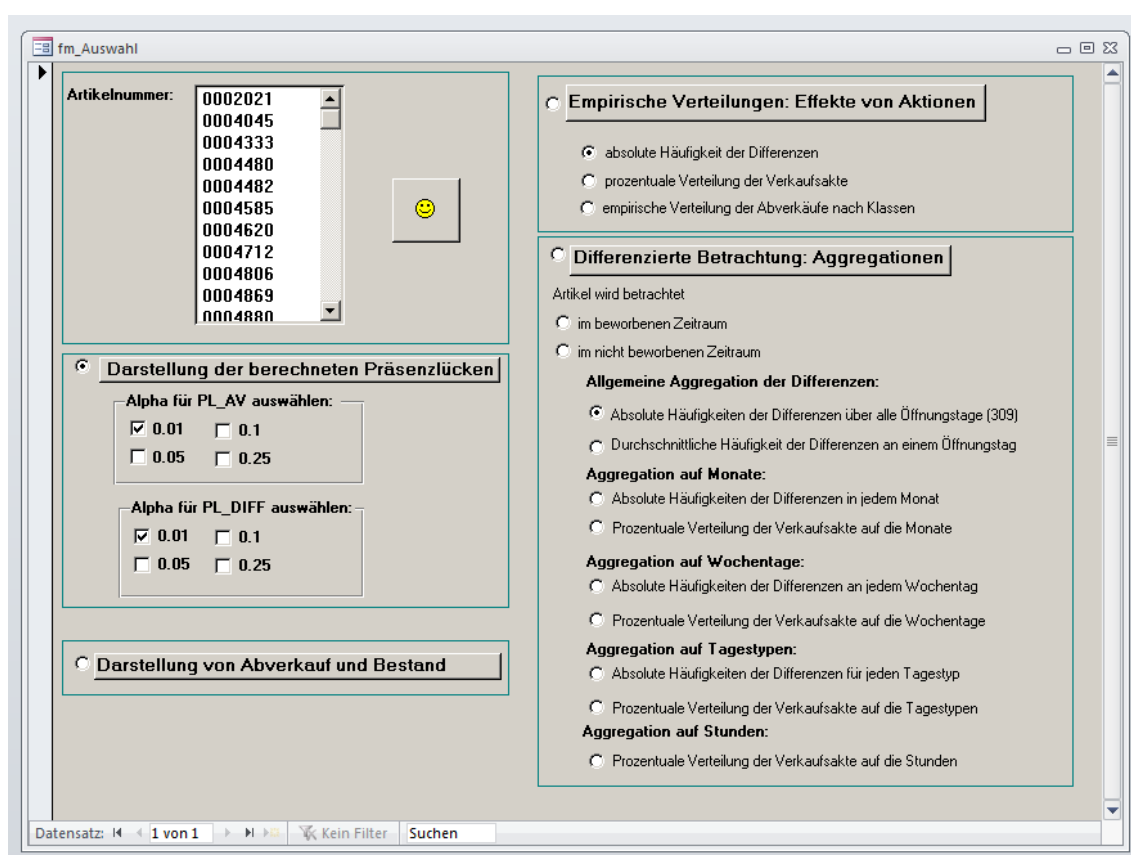 fm_Auswahl
Artikelnummer:
0002021
0004045
0004333
0004480
0004482
0004585
0004620
0004712
0004806
0004869
0004880
Darstellung der berechneten Präsenzlücken
Alpha für PL_AV auswählen:
0.01 0.1
0.05 0.25
Alpha für PL_DIFF auswählen:
0.01 0.1
0.05 0.25
Darstellung von Abverkauf und Bestand
Empirische Verteilungen: Effekte von Aktionen
absolute Häufigkeit der Differenzen
prozentuale Verteilung der Verkaufsakte
empirische Verteilung der Abverkäufe nach Klassen
Differenzierte Betrachtung: Aggregationen
Artikel wird betrachtet
im beworbenen Zeitraum
im nicht beworbenen Zeitraum
Allgemeine Aggregation der Differenzen:
Absolute Häufigkeiten der Differenzen über alle Öffnungstage (309)
Durchschnittliche Häufigkeit der Differenzen an einem Öffnungstag
Aggregation auf Monate:
Absolute Häufigkeiten der Differenzen in jedem Monat
Prozentuale Verteilung der Verkaufsakte auf die Monate
Aggregation auf Wochentage:
Absolute Häufigkeiten der Differenzen an jedem Wochentag
Prozentuale Verteilung der Verkaufsakte auf die Wochentage
Aggregation auf Tagestypen:
Absolute Häufigkeiten der Differenzen für jeden Tagestyp
Prozentuale Verteilung der Verkaufsakte auf die Tagestypen
Aggregation auf Stunden:
Prozentuale Verteilung der Verkaufsakte auf die Stunden
Datensatz: 1 von 1 Kein Filter Suchen